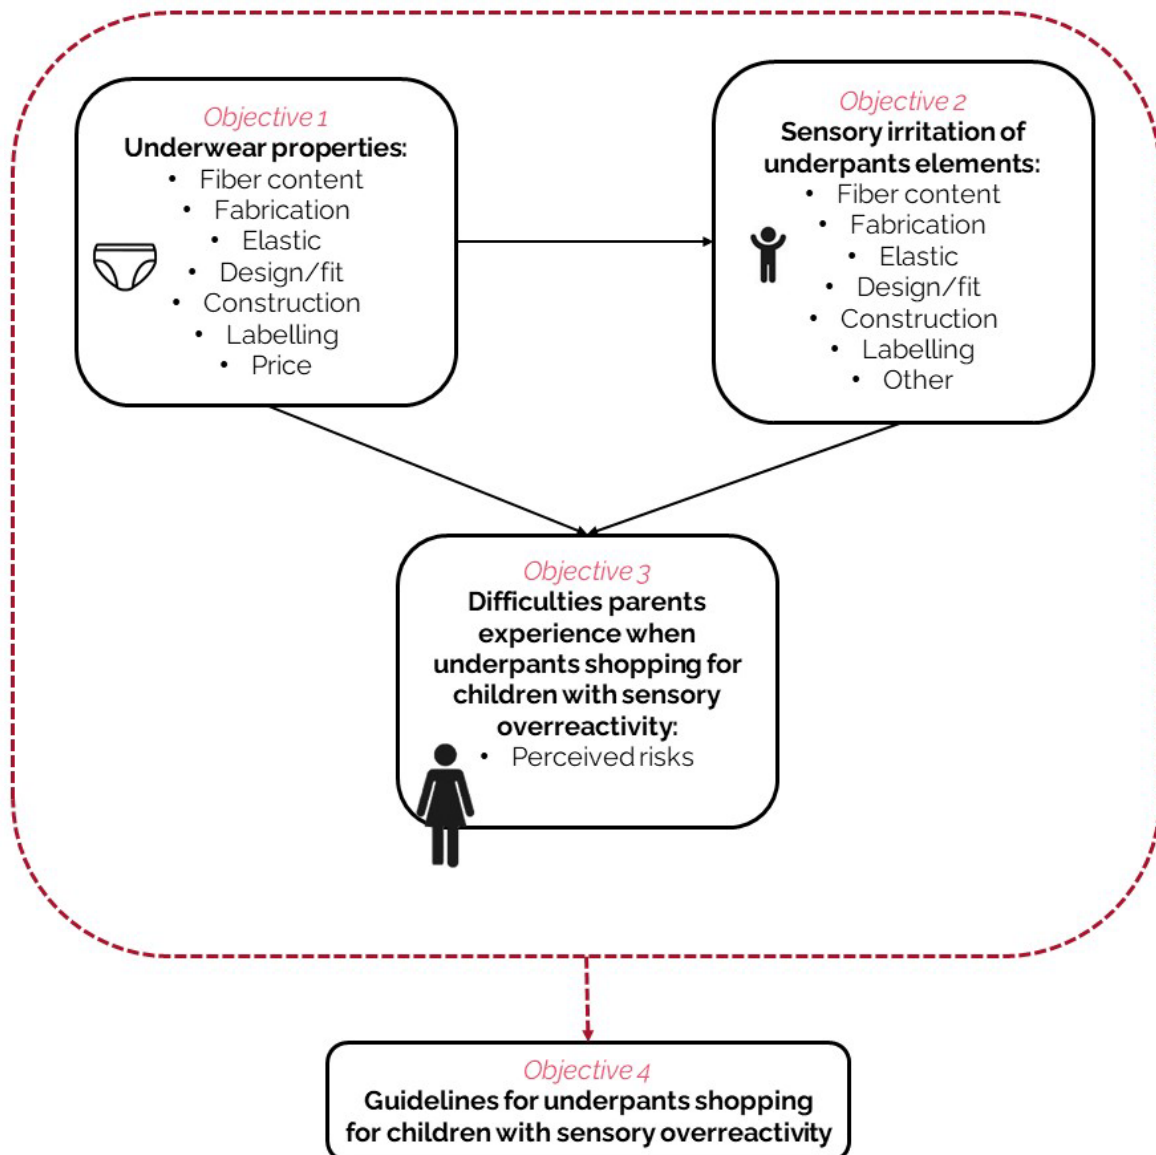 Objective 1
Underwear properties:
• Fiber content
• Fabrication
• Elastic
• Design/fit
• Construction
• Labelling
• Price
Objective 2
Sensory irritation of
underpants elements:
• Fiber content
• Fabrication
• Elastic
• Design/fit
• Construction
• Labelling
• Other
Objective 3
Difficulties parents
experience when
underpants shopping for
children with sensory
overreactivity:
• Perceived risks
Objective 4
Guidelines for underpants shopping
for children with sensory overreactivity